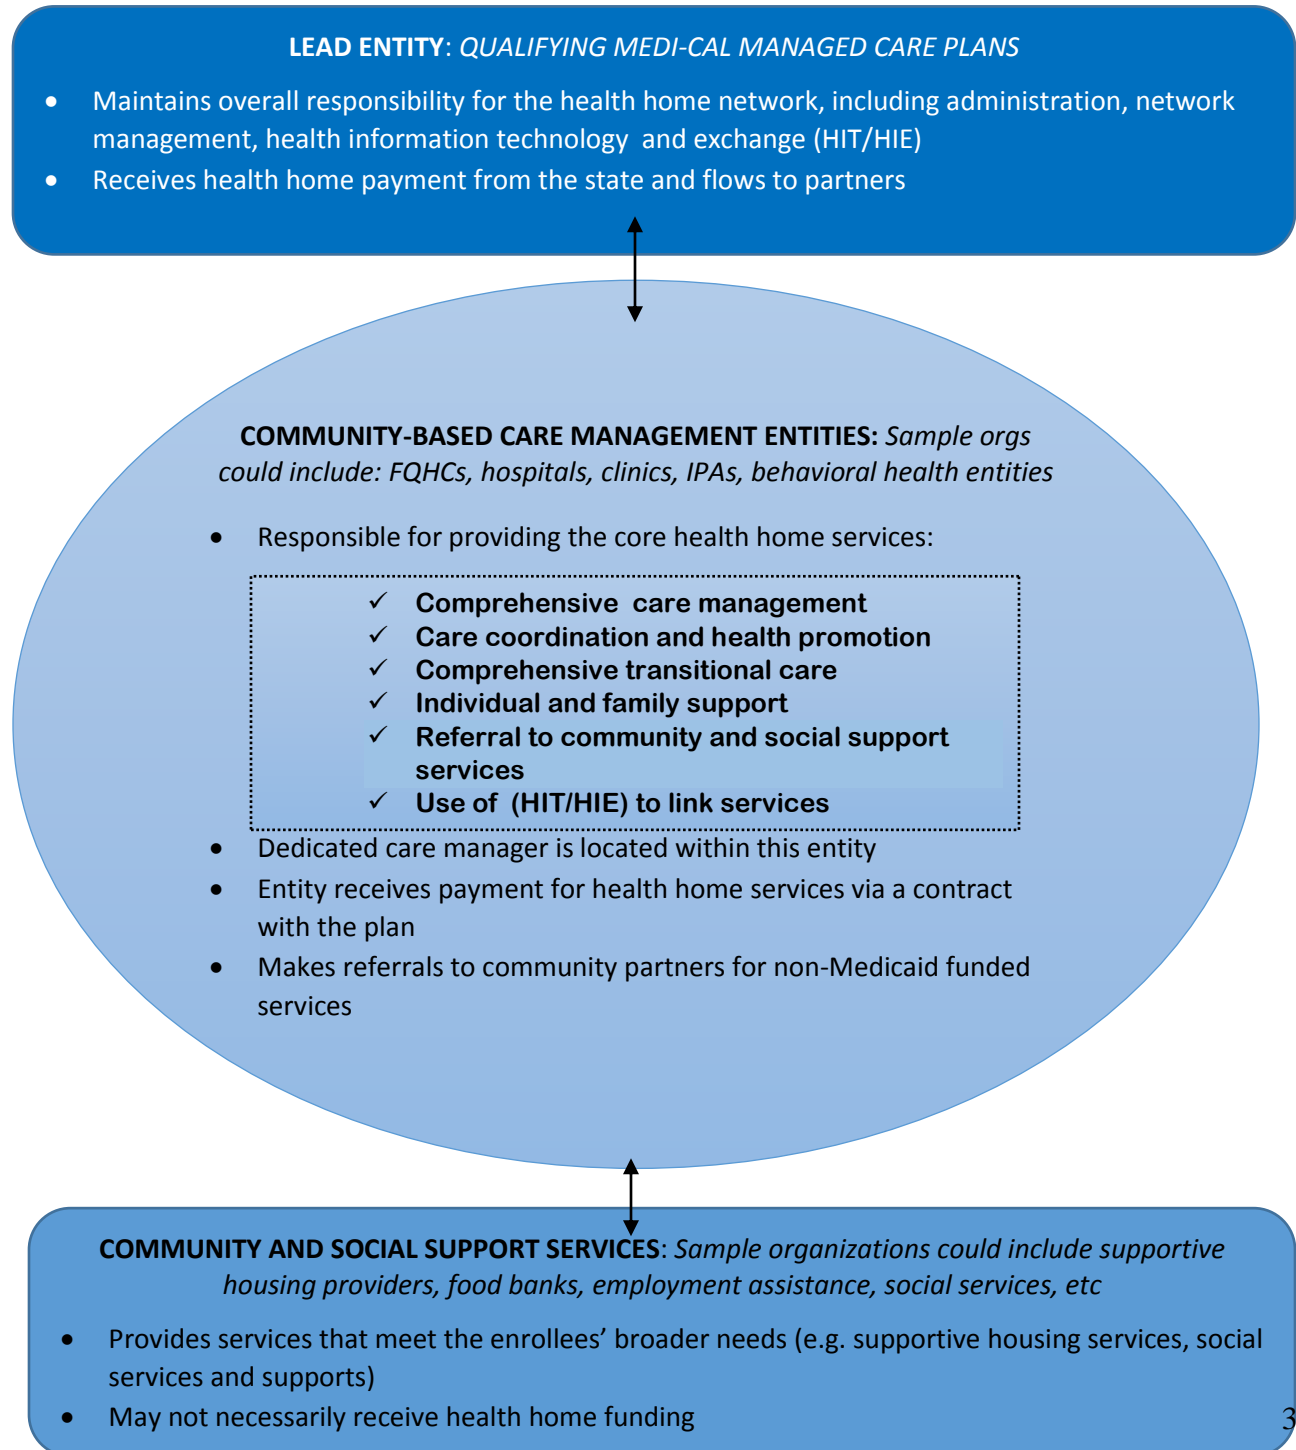 LEAD ENTITY: QUALIFYING MEDI-CAL MANAGED CARE PLANS
• Maintains overall responsibility for the health home network, including administration, network
management, health information technology  and exchange (HIT/HIE)
• Receives health home payment from the state and flows to partners
COMMUNITY-BASED CARE MANAGEMENT ENTITIES: Sample orgs
could include: FQHCs, hospitals, clinics, IPAs, behavioral health entities
• Responsible for providing the core health home services:
✓ Comprehensive  care management
✓ Care coordination and health promotion
✓ Comprehensive transitional care
✓ Individual and family support
✓ Referral to community and social support
services
✓ Use of  (HIT/HIE) to link services
• Dedicated care manager is located within this entity
• Entity receives payment for health home services via a contract
with the plan
• Makes referrals to community partners for non-Medicaid funded
services
COMMUNITY AND SOCIAL SUPPORT SERVICES: Sample organizations could include supportive
housing providers, food banks, employment assistance, social services, etc
• Provides services that meet the enrollees’ broader needs (e.g. supportive housing services, social
services and supports)
• May not necessarily receive health home funding
3